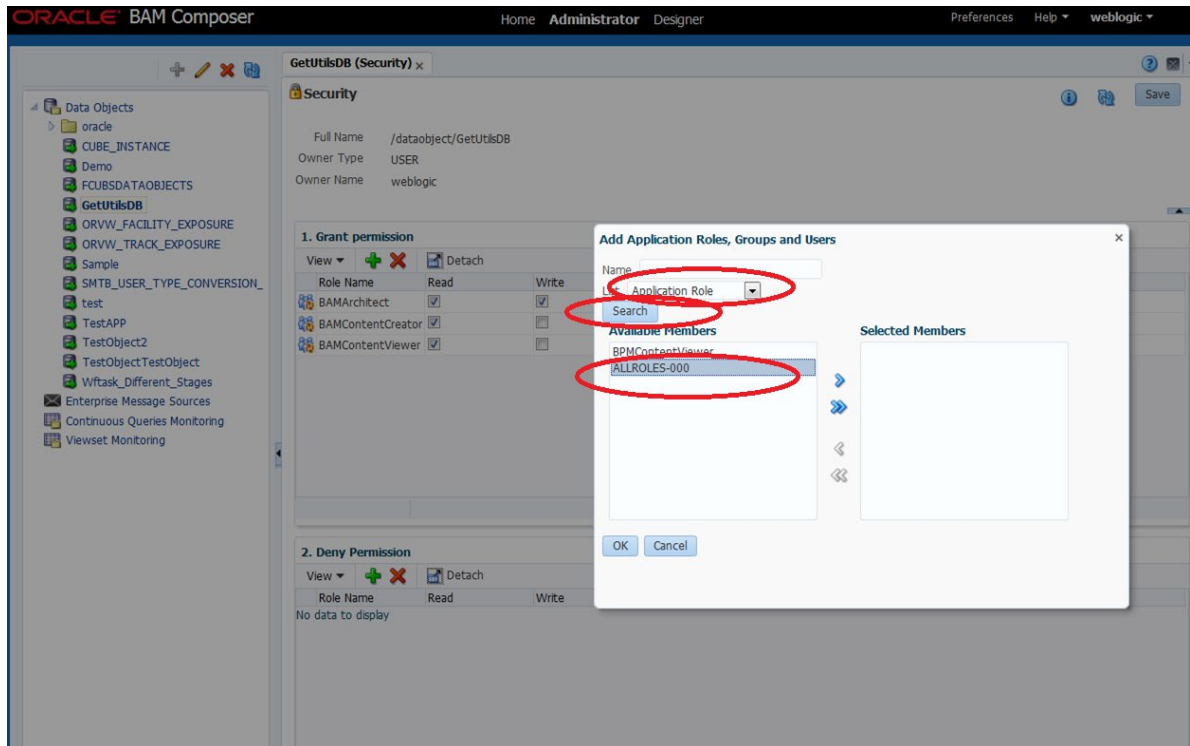 ORACLE BAM Composer
Home Administrator Designer
Preferences Help weblogic
GetUtilsDB (Security)
Security
Save
Full Name /dataobject/GetUtilsDB
Owner Type USER
Owner Name weblogic
Data Objects
oracle
CUBE_INSTANCE
Demo
FCUBSDATAOBJECTS
GetUtilsDB
ORVW_FACILITY_EXPOSURE
ORVW_TRACK_EXPOSURE
Sample
SMTB_USER_TYPE_CONVERSION_
test
TestAPP
TestObject2
TestObjectTestObject
Wftask_Different_Stages
Enterprise Message Sources
Continuous Queries Monitoring
Viewset Monitoring
1. Grant permission
View Detach
Role Name Read Write
BAMArchitect
BAMContentCreator
BAMContentViewer
2. Deny Permission
View Detach
Role Name Read Write
No data to display
Add Application Roles, Groups and Users
Name
Application Role
Search
Available Members
BPMContentViewer
ALLROLES-000
Selected Members
OK Cancel